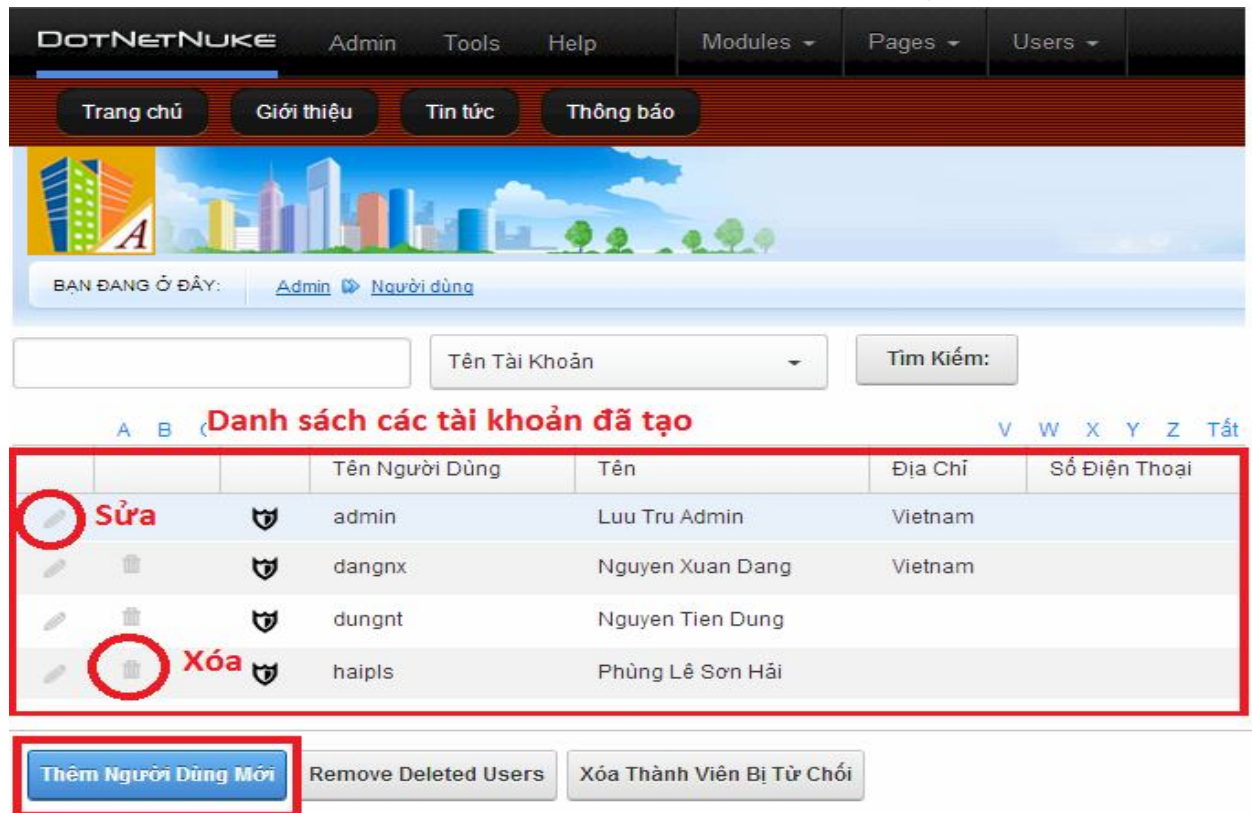 DOTNETNUKE Admin Tools Help Modules Pages Users
Trang chủ Giới thiệu Tin tức Thông báo
A
BẠN ĐANG Ở ĐÂY: Admin Người dùng
Tên Tài Khoản Tìm Kiếm:
A B Danh sách các tài khoản đã tạo V W X Y Z Tất
Tên Người Dùng Tên Địa Chỉ Số Điện Thoại
Sửa admin Luu Tru Admin Vietnam
dangnx Nguyen Xuan Dang Vietnam
dungnt Nguyen Tien Dung
Xóa haipls Phùng Lê Sơn Hải
Thêm Người Dùng Mới Remove Deleted Users Xóa Thành Viên Bị Từ Chối